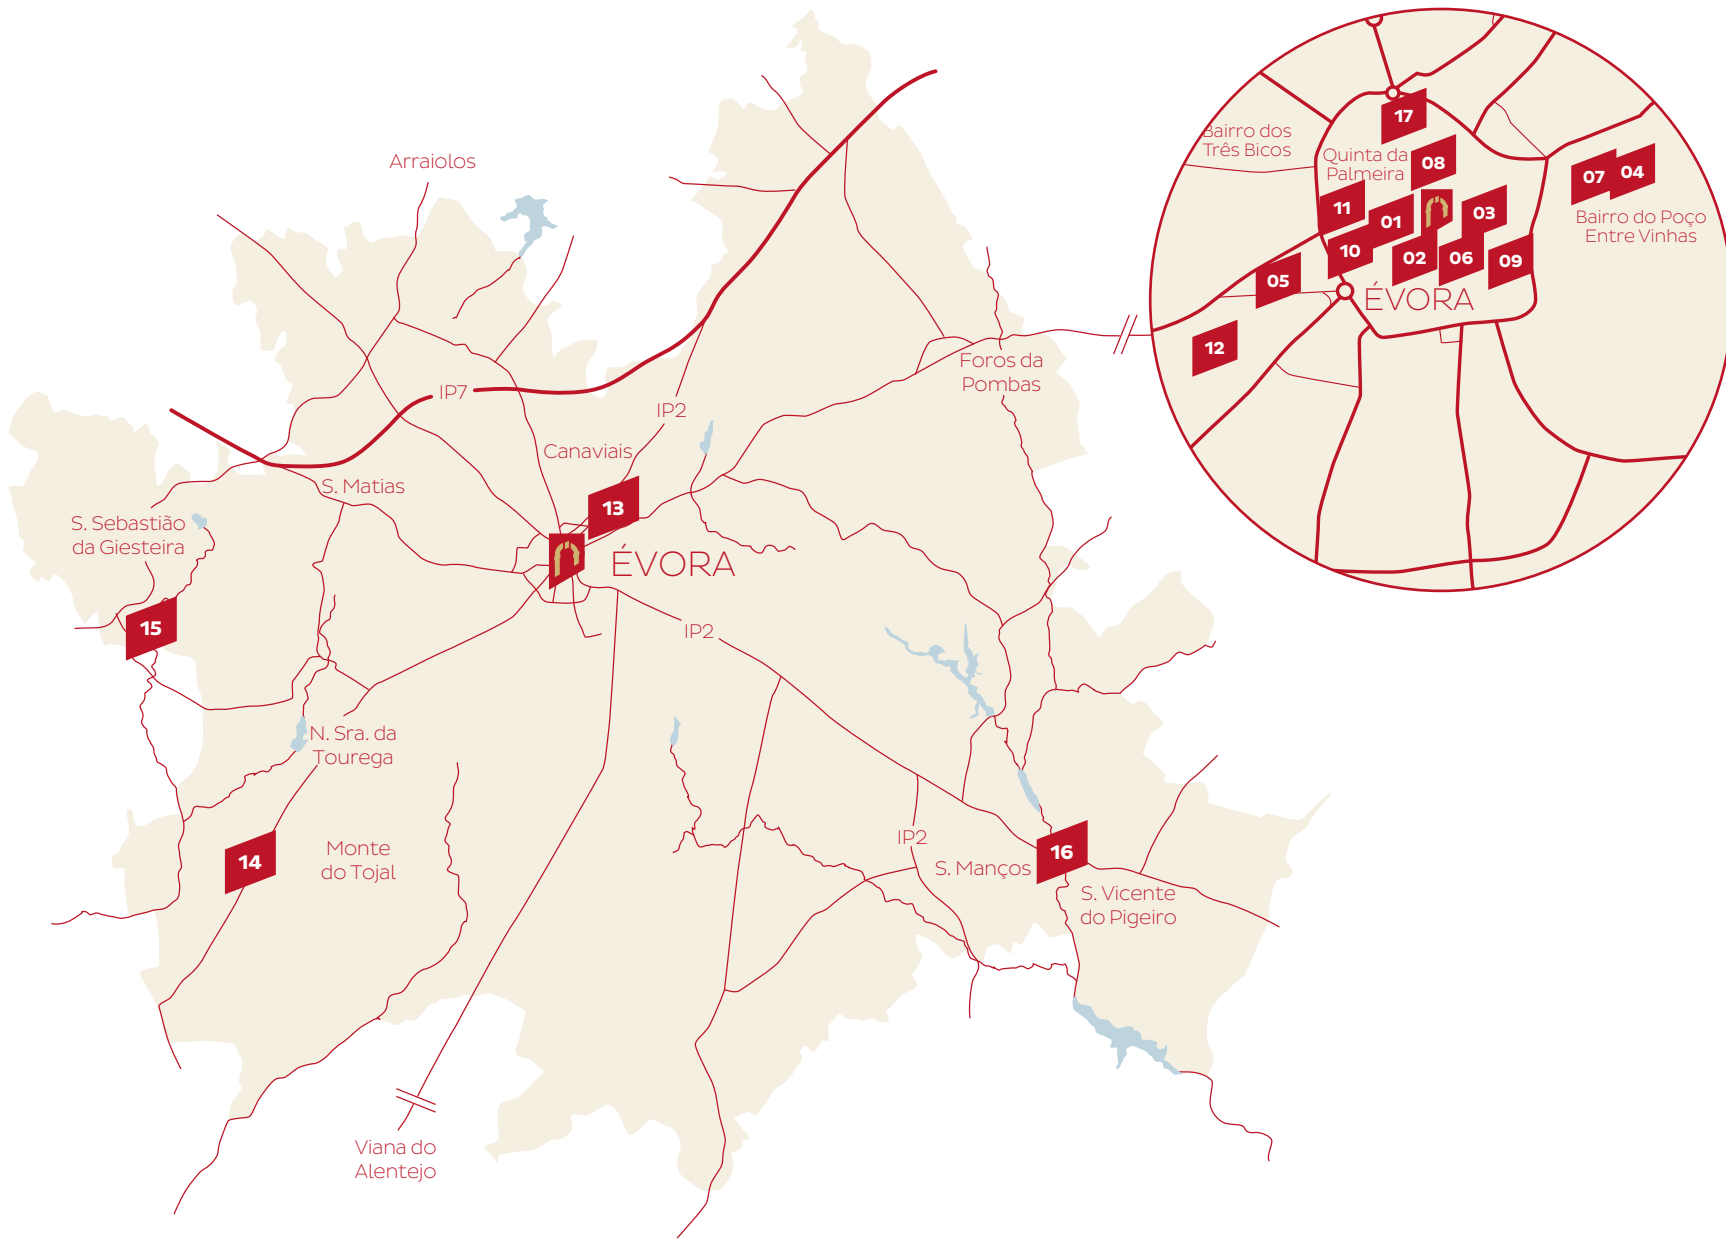 Arraiolos
IP7
IP2
Foros da
Pombas
Canaviais
S. Matias
13
S. Sebastião
da Giesteira
ÉVORA
15
IP2
N. Sra. da
Tourega
14
Monte
do Tojal
IP2
S. Manços
16
S. Vicente
do Pigeiro
Viana do
Alentejo
17
Bairro dos
Três Bicos
Quinta da
Palmeira
08
07
04
Bairro do Poço
Entre Vinhas
11
01
03
10
02
06
09
05
ÉVORA
12